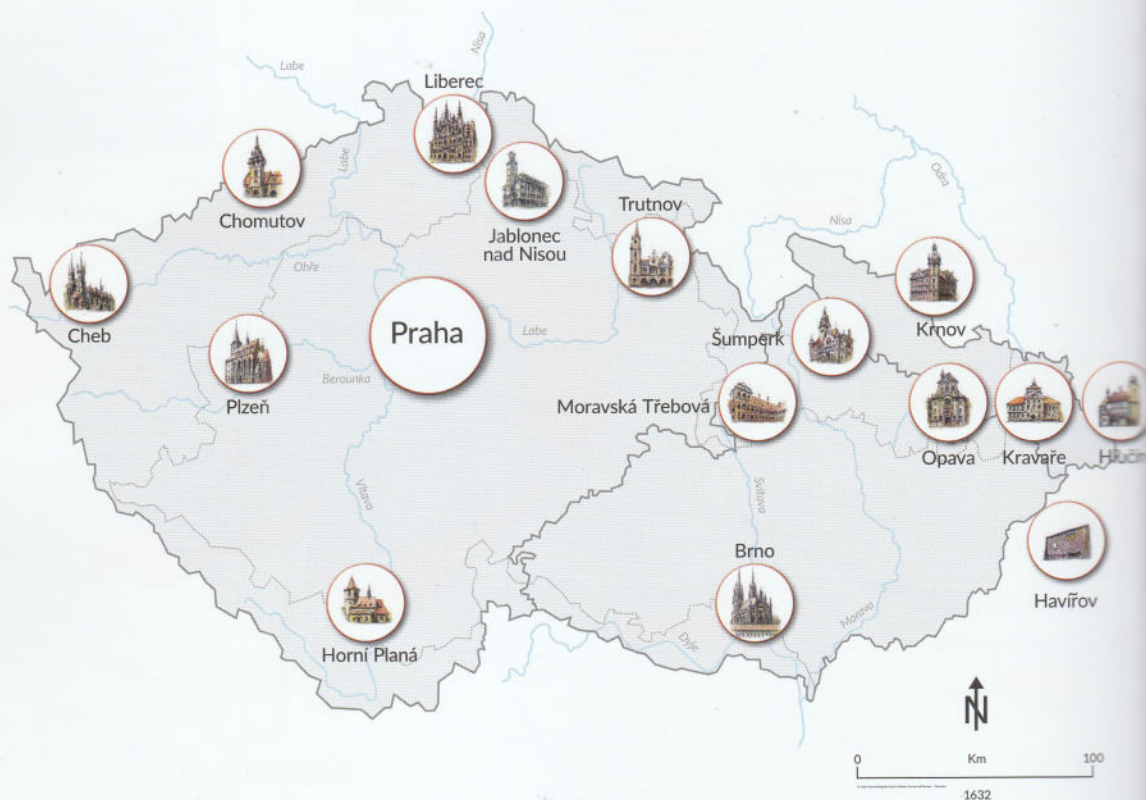 Nisa
Labe
Liberec
Labe
Chomutov
Jablonec
nad Nisou
Trutnov
Odra
Nisa
Ohře
Cheb
Praha
Labe
Krnov
Šumperk
Berounka
Plzeň
Moravská Třebová
Opava
Kravaře
Vltava
Svitava
Brno
Havířov
Morava
Dyje
Horní Planá
N
0
Km
100
1632